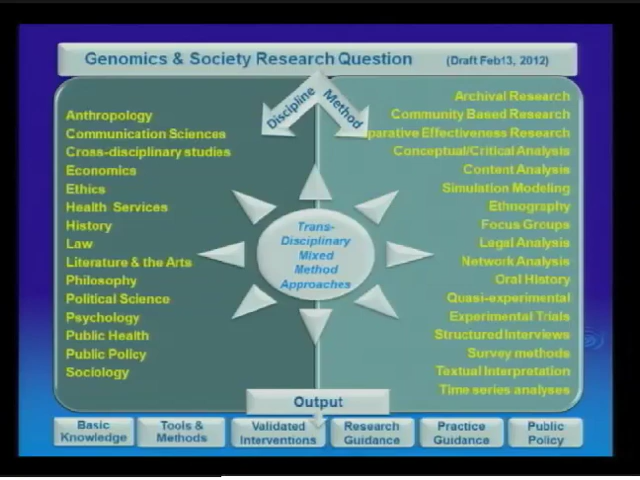 Genomics & Society Research Question (Draft Feb13, 2012)
Discipline
Method
Anthropology
Communication Sciences
Cross-disciplinary studies
Economics
Ethics
Health Services
History
Law
Literature & the Arts
Philosophy
Political Science
Psychology
Public Health
Public Policy
Sociology
Trans-
Disciplinary
Mixed
Method
Approaches
Archival Research
Community Based Research
parative Effectiveness Research
Conceptual/Critical Analysis
Content Analysis
Simulation Modeling
Ethnography
Focus Groups
Legal Analysis
Network Analysis
Oral History
Quasi-experimental
Experimental Trials
Structured Interviews
Survey methods
Textual Interpretation
Time series analyses
Output
Basic
Knowledge
Tools &
Methods
Validated
Interventions
Research
Guidance
Practice
Guidance
Public
Policy